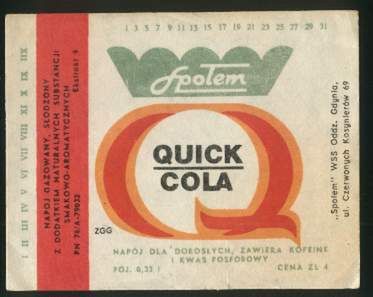 1 3 5 7 9 11 13 15 17 19 21 23 25 27 29 31
Społem
QUICK
COLA
ZGG
NAPÓJ DLA DOROSŁYCH, ZAWIERA KOFEINĘ
I KWAS FOSFOROWY
POJ. 0,33 l
CENA ZŁ 4
I II III IV V VI VII VIII IX X XI XII
NAPÓJ GAZOWANY, SŁODZONY
Z DODATKIEM NATURALNYCH SUBSTANCJI
SMAKOWO-AROMATYCZNYCH
PN 78/A-79032 Ekstrakt 9
„Społem" WSS Oddz. Gdynia,
ul. Czerwonych Kosynierów 69